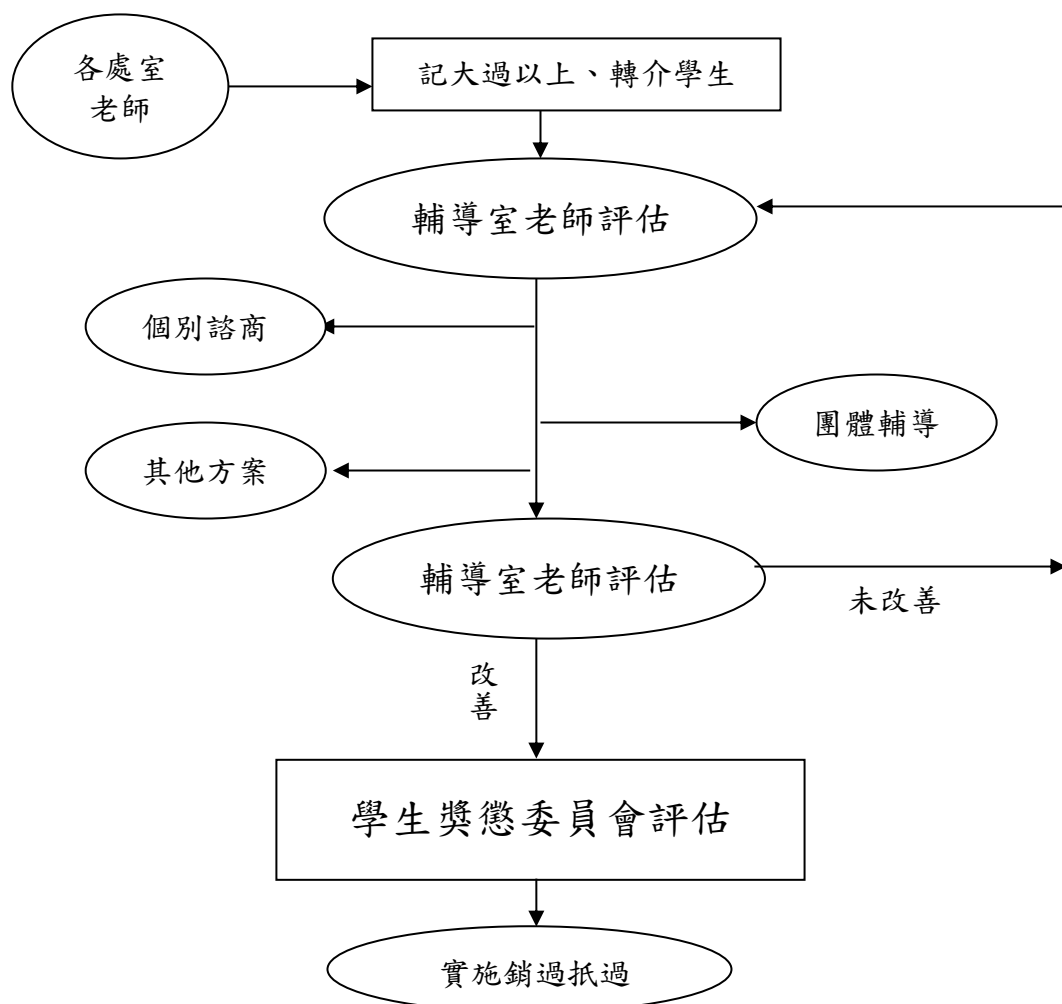 各處室
老師
記大過以上、轉介學生
輔導室老師評估
個別諮商
團體輔導
其他方案
輔導室老師評估
未改善
改
善
學生獎懲委員會評估
實施銷過抵過